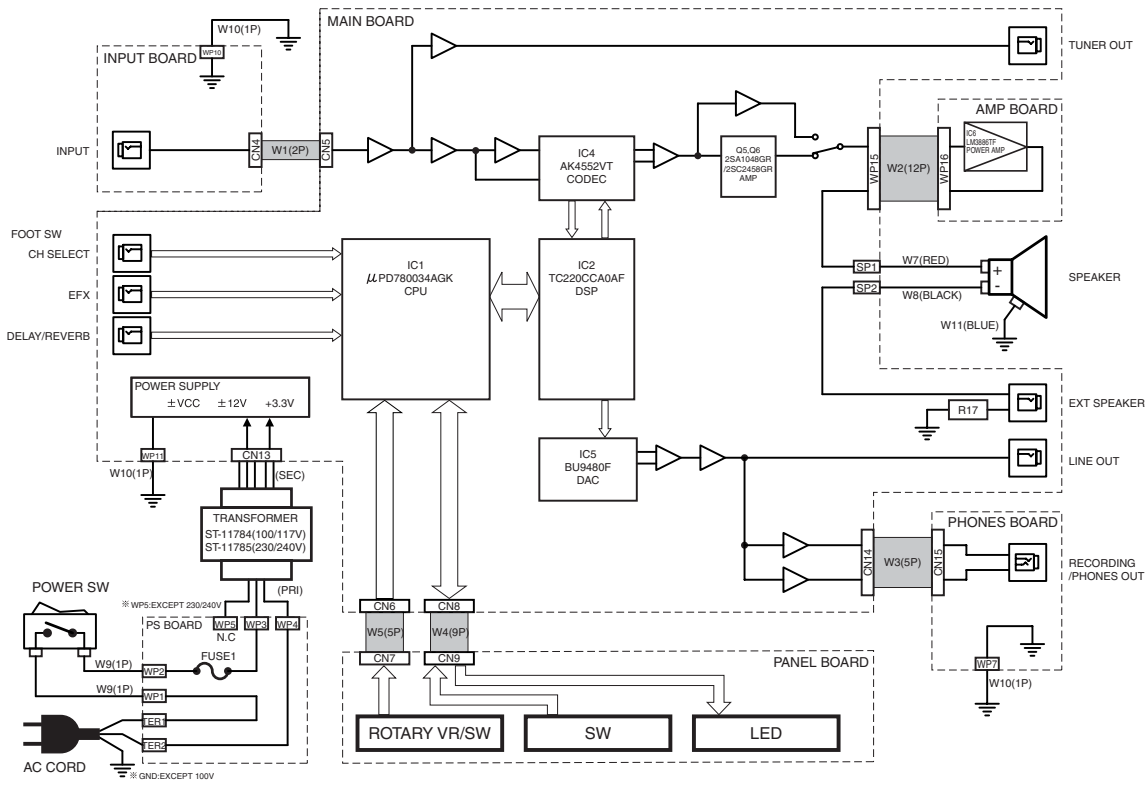 MAIN BOARD
W10(1P)
WP10
INPUT BOARD
TUNER OUT
AMP BOARD
IC6
LM3886TF
POWER AMP
INPUT
CN4
W1(2P)
CN5
IC4
AK4552VT
CODEC
Q5,Q6
2SA1048GR
/2SC2458GR
AMP
WP15
W2(12P)
WP16
FOOT SW
CH SELECT
EFX
DELAY/REVERB
IC1
μPD780034AGK
CPU
IC2
TC220CCA0AF
DSP
SP1
W7(RED)
SP2
W8(BLACK)
+
-
W11(BLUE)
SPEAKER
POWER SUPPLY
±VCC ±12V +3.3V
WP11
CN13
W10(1P)
(SEC)
R17
EXT SPEAKER
IC5
BU9480F
DAC
LINE OUT
TRANSFORMER
ST-11784(100/117V)
ST-11785(230/240V)
(PRI)
PHONES BOARD
CN14
W3(5P)
CN15
RECORDING
/PHONES OUT
POWER SW
※WP5:EXCEPT 230/240V
PS BOARD
WP5
WP3
WP4
N.C
FUSE1
W9(1P)
WP2
W9(1P)
WP1
TER1
TER2
AC CORD
※GND:EXCEPT 100V
CN6
CN8
W5(5P)
W4(9P)
CN7
CN9
PANEL BOARD
WP7
W10(1P)
ROTARY VR/SW
SW
LED